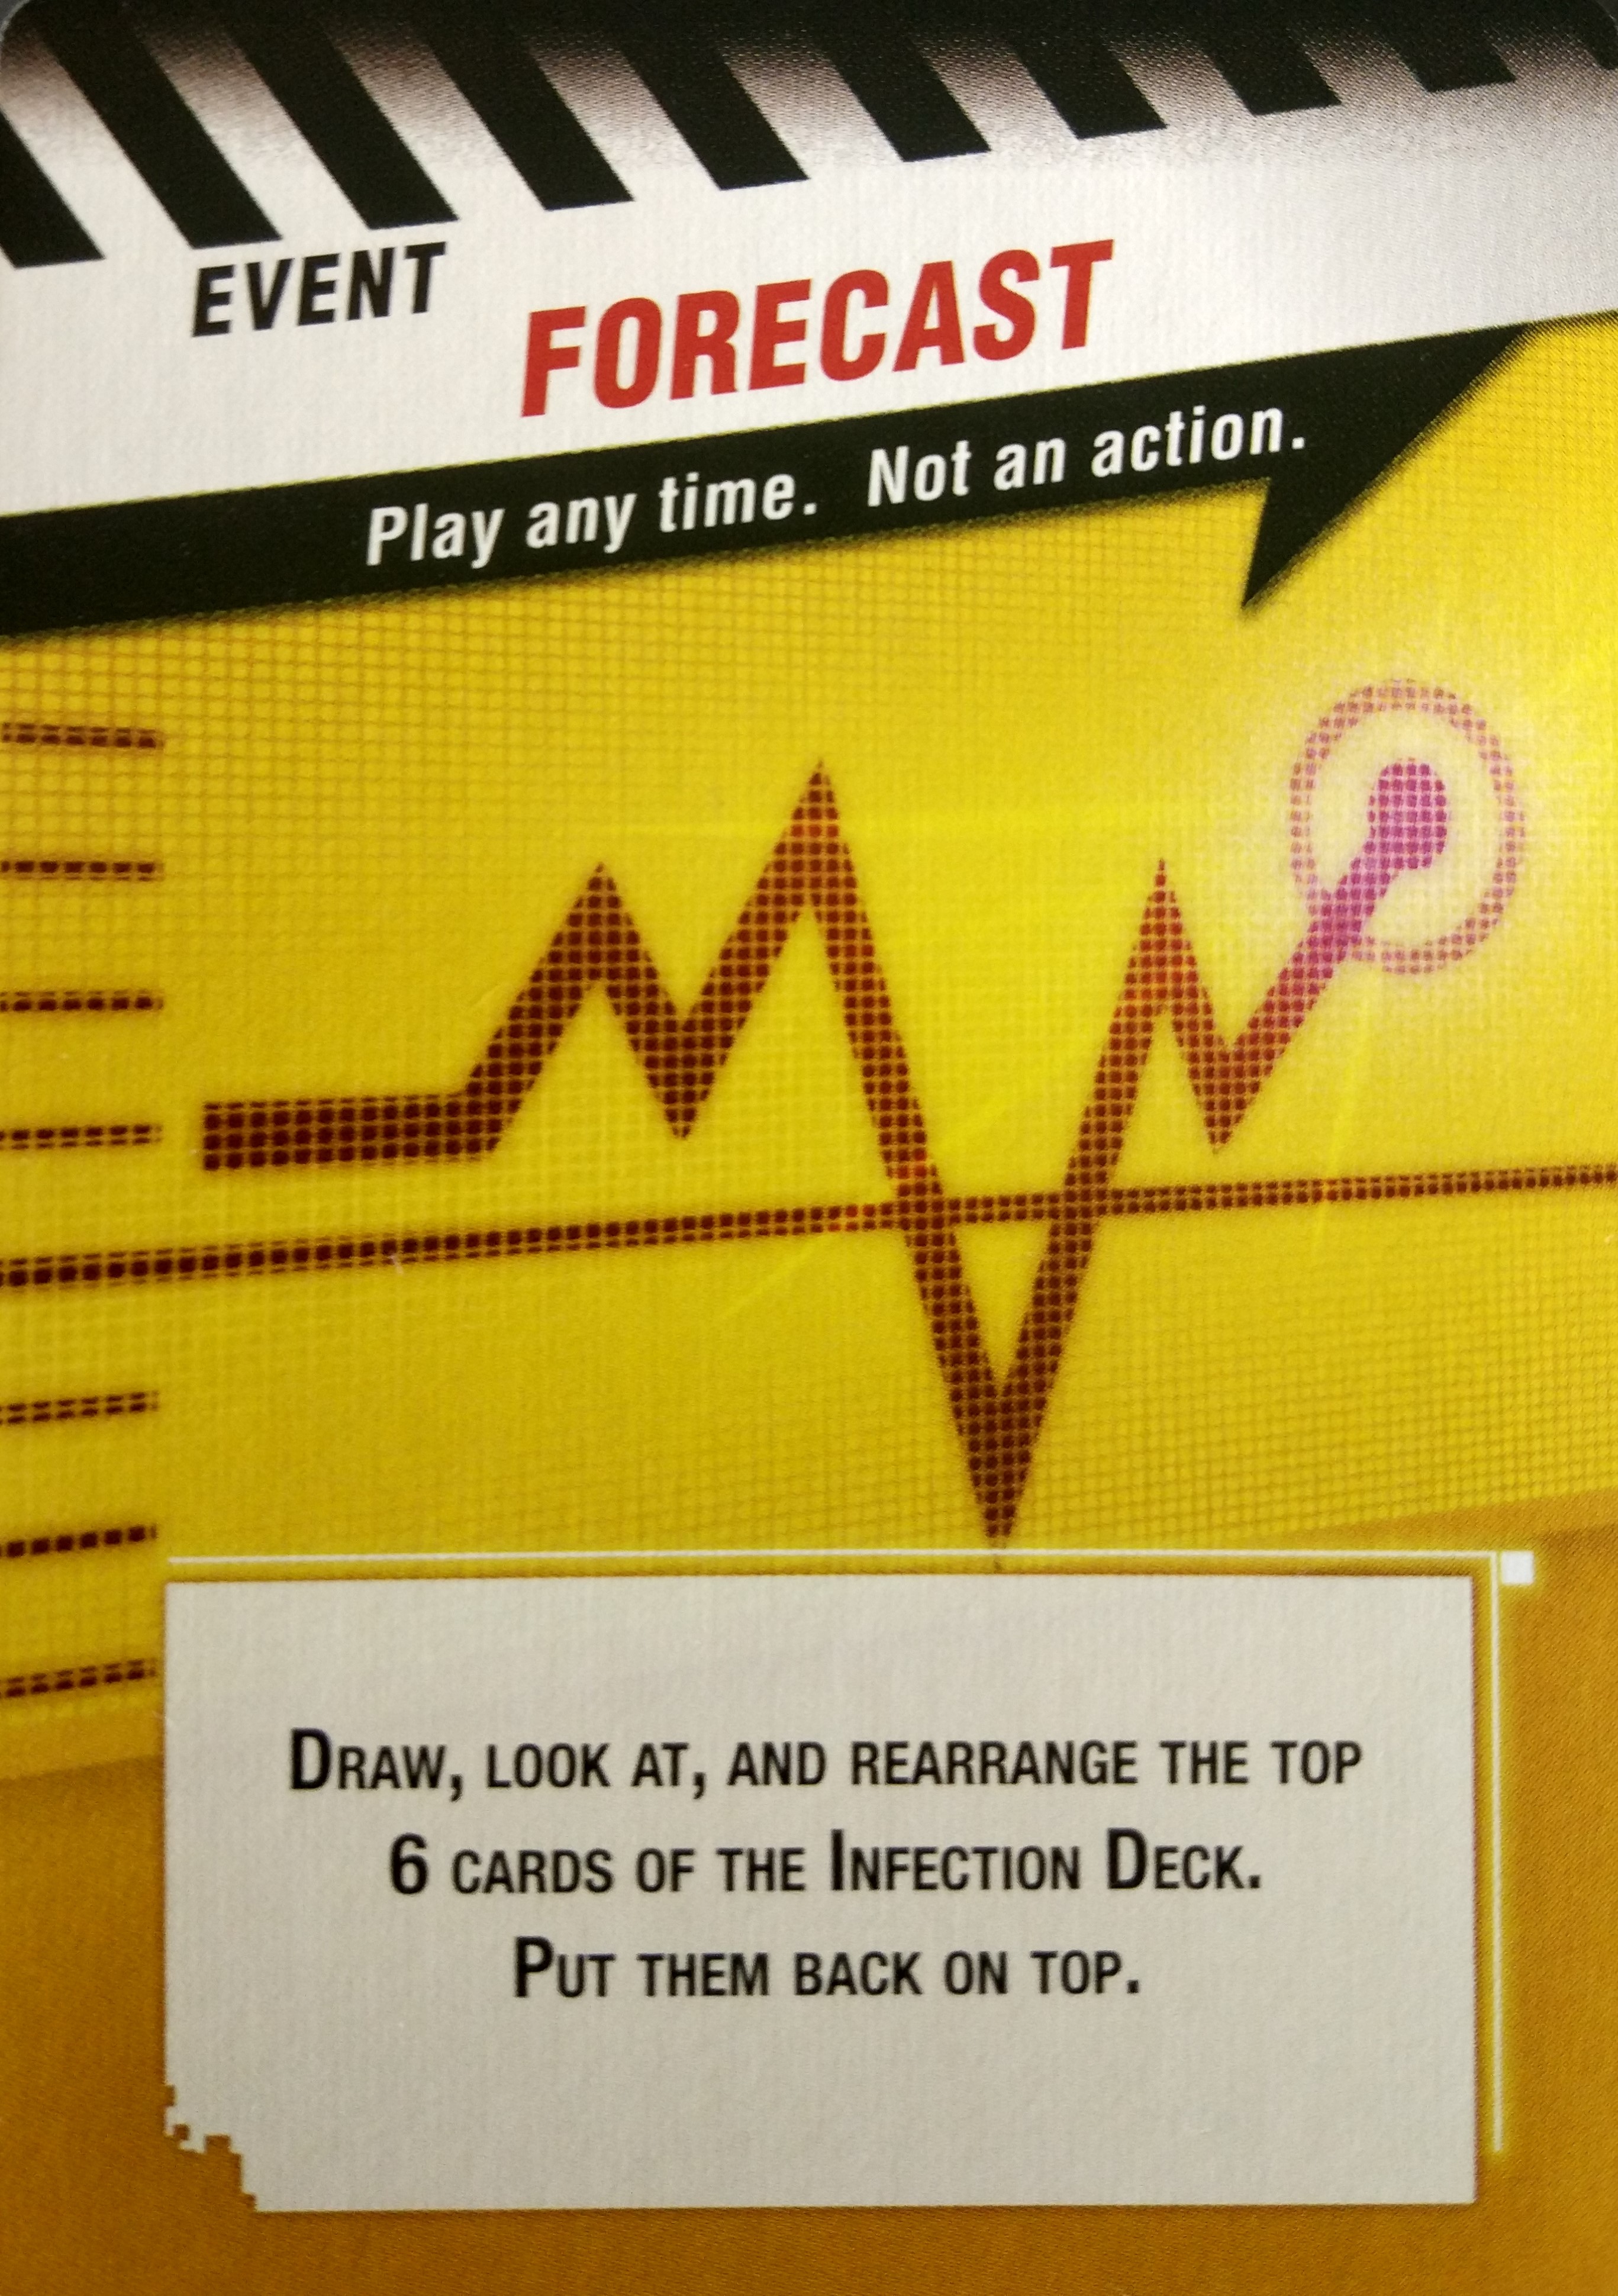 EVENT
FORECAST
Play any time. Not an action.
Draw, look at, and rearrange the top
6 cards of the Infection Deck.
Put them back on top.